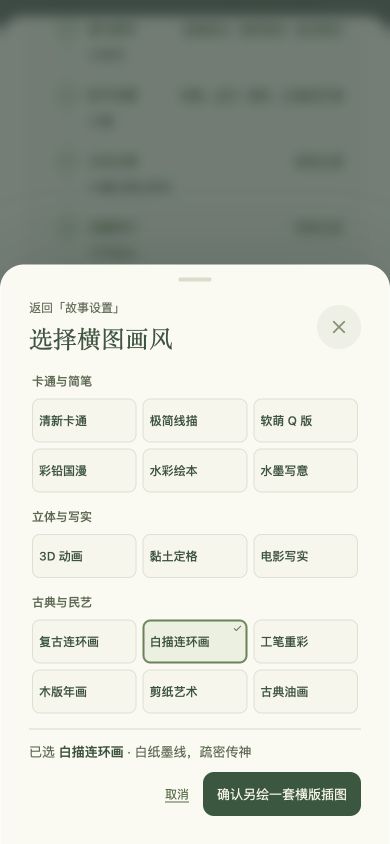 返回「故事设置」
选择横图画风
卡通与简笔
清新卡通 极简线描 软萌 Q 版
彩铅国漫 水彩绘本 水墨写意
立体与写实
3D 动画 黏土定格 电影写实
古典与民艺
复古连环画 白描连环画 工笔重彩
木版年画 剪纸艺术 古典油画
已选 白描连环画 · 白纸墨线，疏密传神
取消 确认另绘一套横版插图